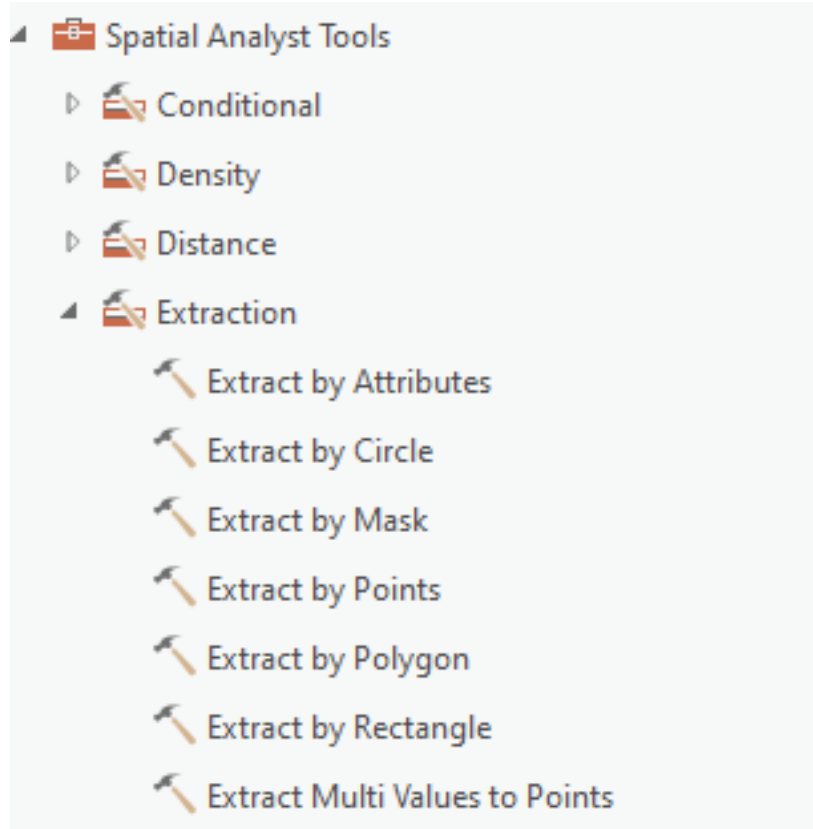 Spatial Analyst Tools
Conditional
Density
Distance
Extraction
Extract by Attributes
Extract by Circle
Extract by Mask
Extract by Points
Extract by Polygon
Extract by Rectangle
Extract Multi Values to Points